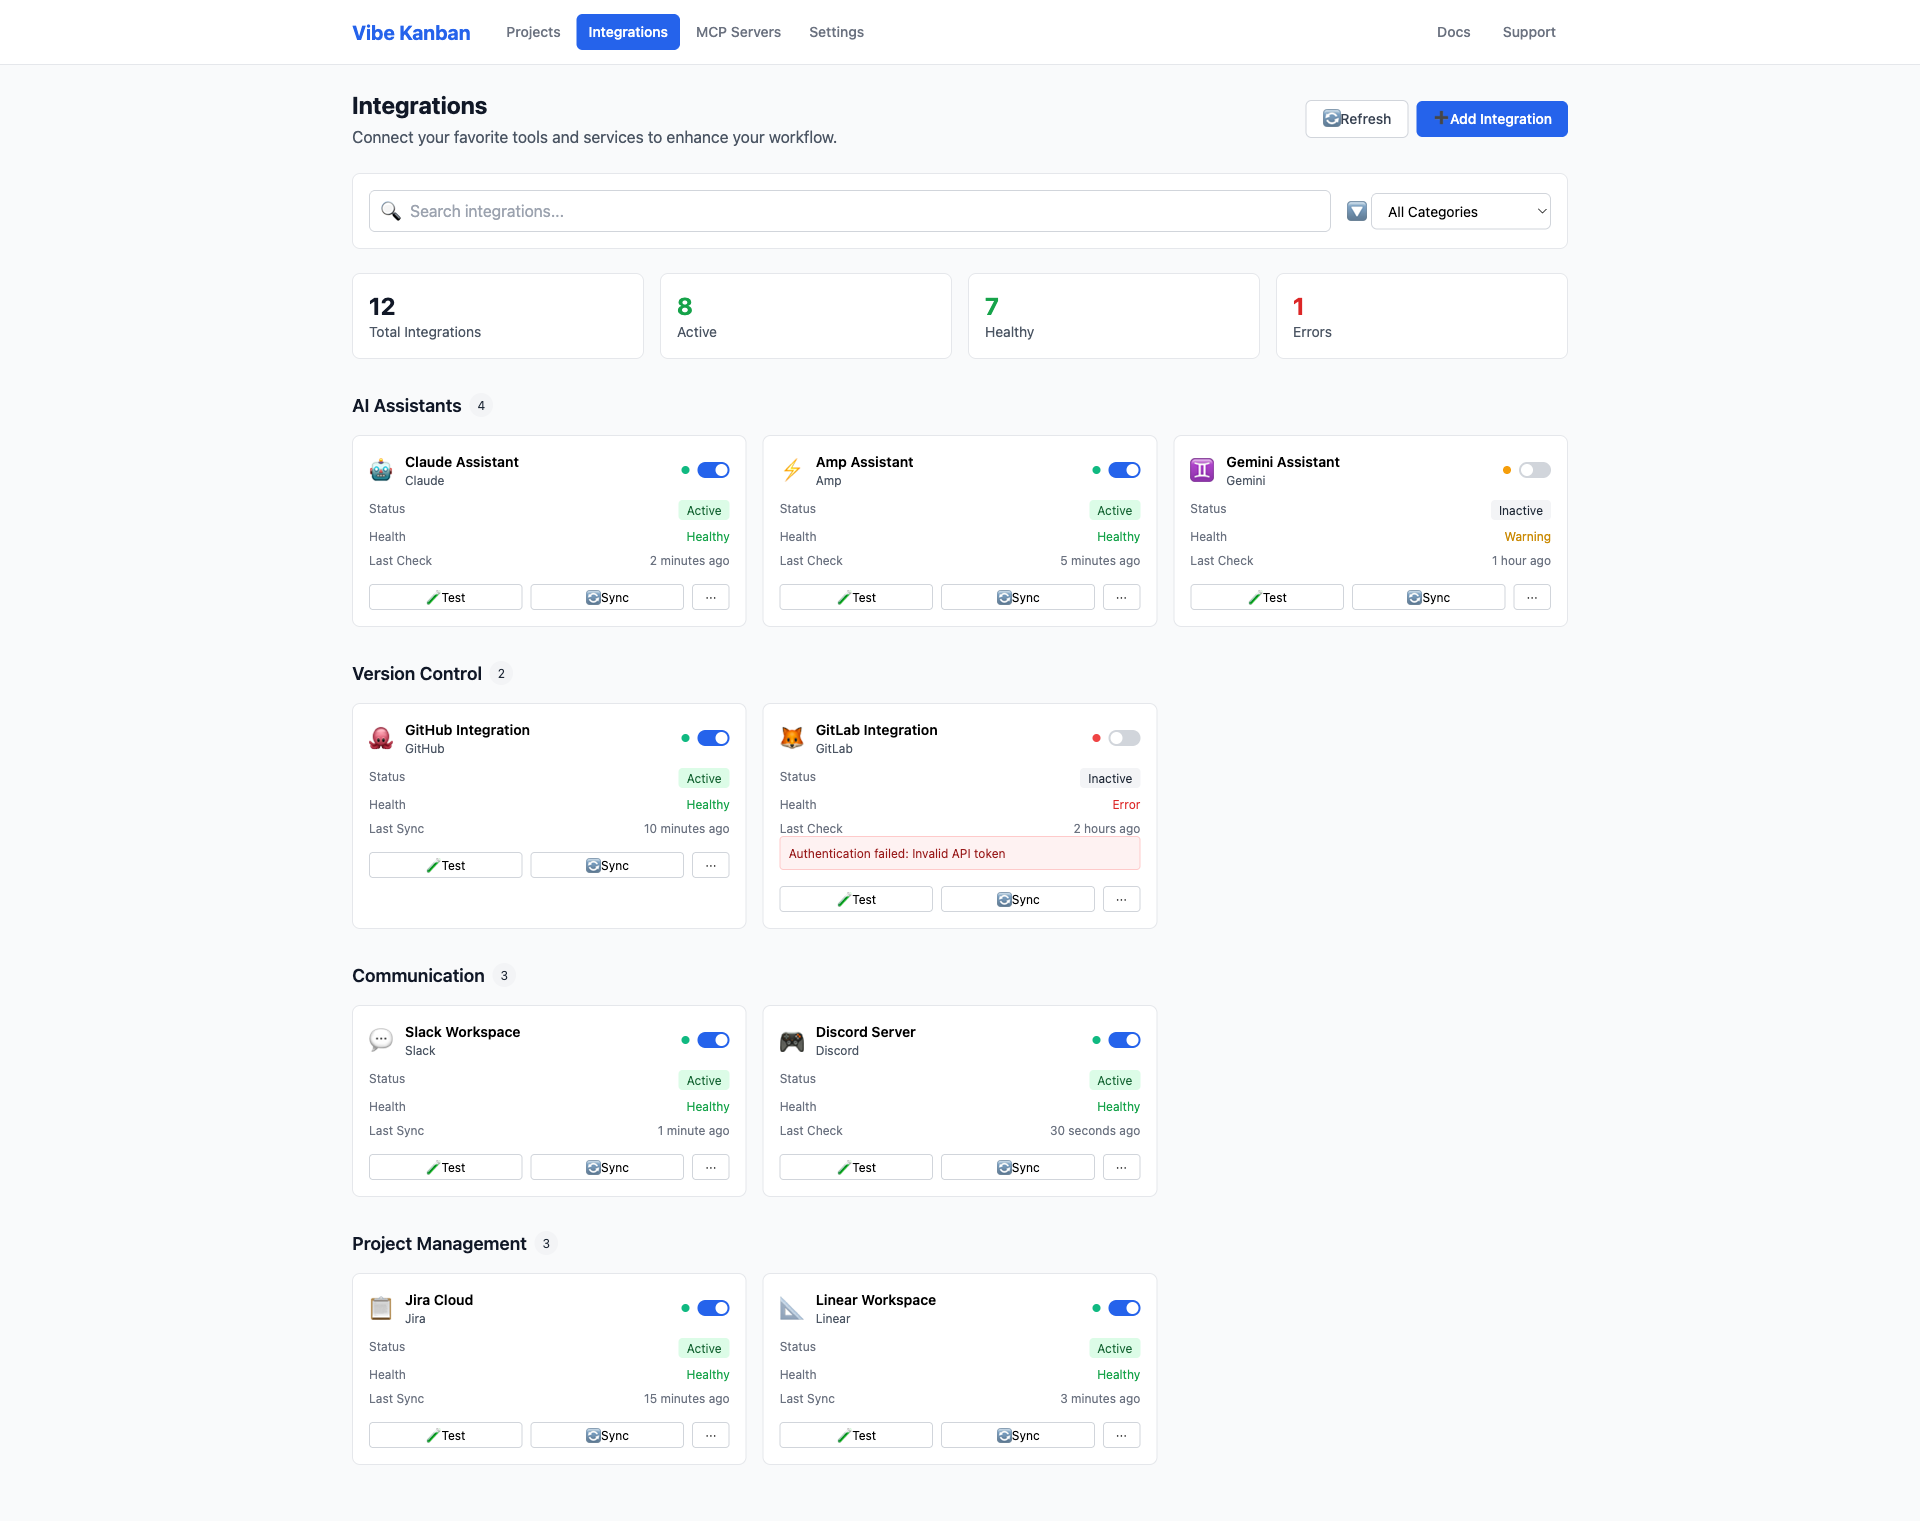 Vibe Kanban
Projects
Integrations
MCP Servers
Settings
Docs
Support
Integrations
Connect your favorite tools and services to enhance your workflow.
Refresh
Add Integration
Search integrations...
All Categories
12
Total Integrations
8
Active
7
Healthy
1
Errors
AI Assistants 4
Claude Assistant
Claude
Status Active
Health Healthy
Last Check 2 minutes ago
Test Sync ...
Amp Assistant
Amp
Status Active
Health Healthy
Last Check 5 minutes ago
Test Sync ...
Gemini Assistant
Gemini
Status Inactive
Health Warning
Last Check 1 hour ago
Test Sync ...
Version Control 2
GitHub Integration
GitHub
Status Active
Health Healthy
Last Sync 10 minutes ago
Test Sync ...
GitLab Integration
GitLab
Status Inactive
Health Error
Last Check 2 hours ago
Authentication failed: Invalid API token
Test Sync ...
Communication 3
Slack Workspace
Slack
Status Active
Health Healthy
Last Sync 1 minute ago
Test Sync ...
Discord Server
Discord
Status Active
Health Healthy
Last Check 30 seconds ago
Test Sync ...
Project Management 3
Jira Cloud
Jira
Status Active
Health Healthy
Last Sync 15 minutes ago
Test Sync ...
Linear Workspace
Linear
Status Active
Health Healthy
Last Sync 3 minutes ago
Test Sync ...